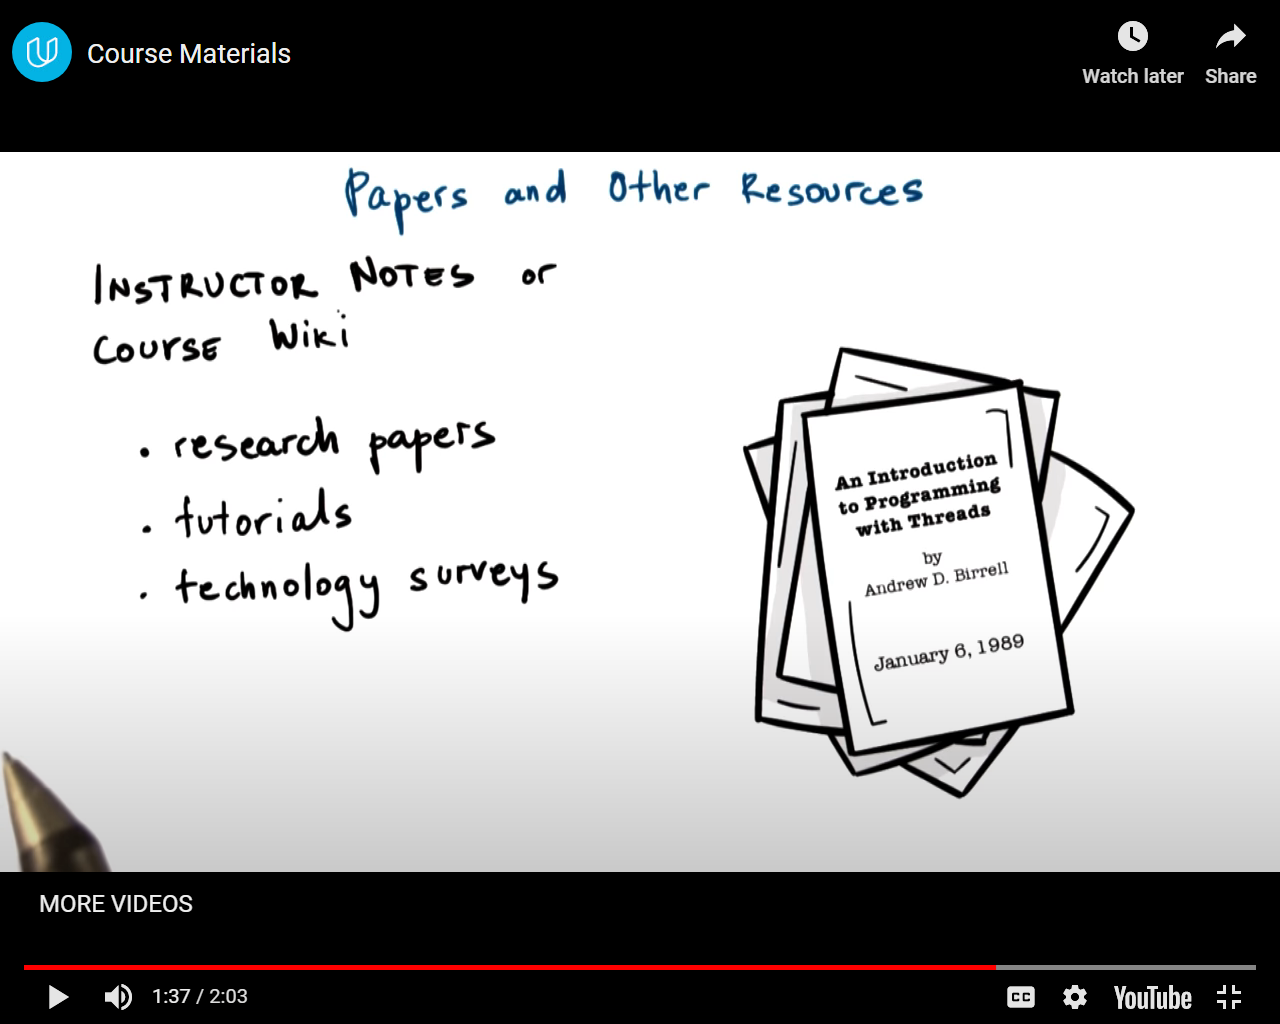 Course Materials
Watch later
Share
Papers and Other Resources
INSTRUCTOR NOTES or
COURSE Wiki
• research papers
• tutorials
• technology surveys
An Introduction
to Programming
with Threads
by
Andrew D. Birrell
January 6, 1989
MORE VIDEOS
1:37 / 2:03
CC
YouTube